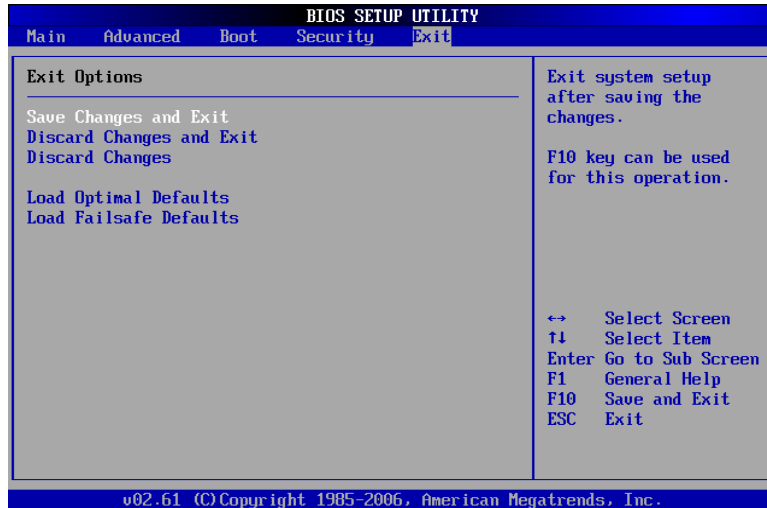 BIOS SETUP UTILITY
Main Advanced Boot Security Exit
Exit Options
Save Changes and Exit
Discard Changes and Exit
Discard Changes
Load Optimal Defaults
Load Failsafe Defaults
Exit system setup
after saving the
changes.
F10 key can be used
for this operation.
↔ Select Screen
↑↓ Select Item
Enter Go to Sub Screen
F1 General Help
F10 Save and Exit
ESC Exit
v02.61 (C)Copyright 1985-2006, American Megatrends, Inc.